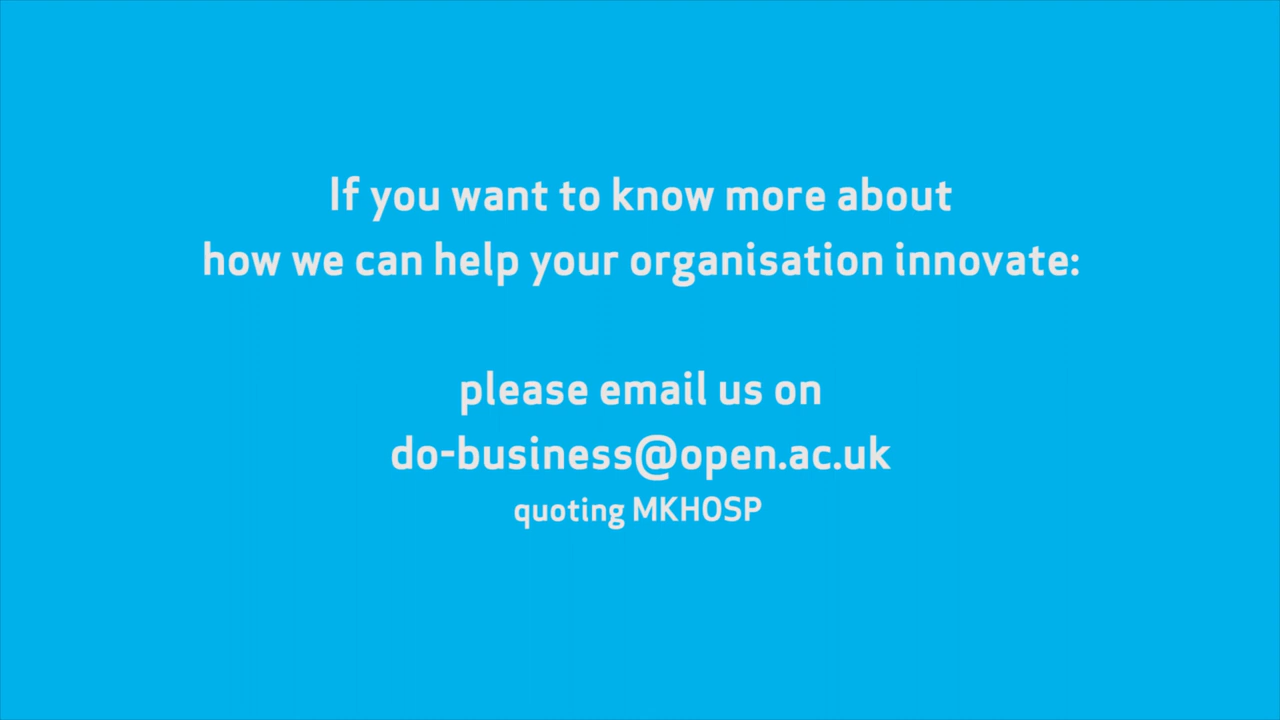 If you want to know more about
how we can help your organisation innovate:
please email us on
do-business@open.ac.uk
quoting MKHOSP